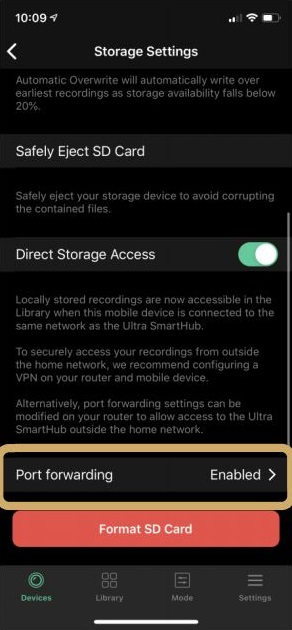 10:09
Storage Settings
Automatic Overwrite will automatically write over
earliest recordings as storage availability falls below
20%.
Safely Eject SD Card
Safely eject your storage device to avoid corrupting
the contained files.
Direct Storage Access
Locally stored recordings are now accessible in the
Library when this mobile device is connected to the
same network as the Ultra SmartHub.
To securely access your recordings from outside
the home network, we recommend configuring a
VPN on your router and mobile device.
Alternatively, port forwarding settings can be
modified on your router to allow access to the Ultra
SmartHub outside the home network.
Port forwarding Enabled
Format SD Card
Devices Library Mode Settings